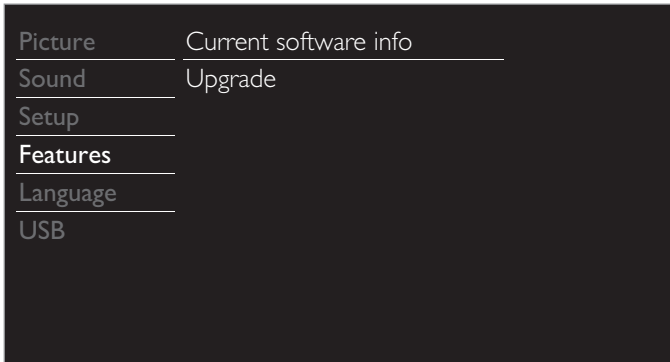 Picture
Sound
Setup
Features
Language
USB
Current software info
Upgrade